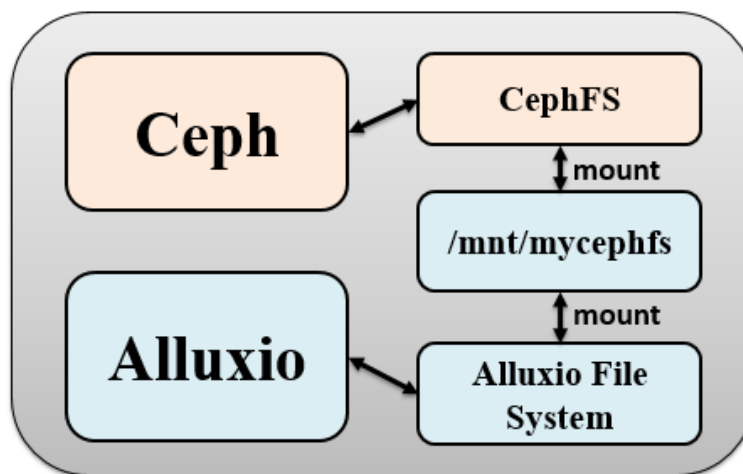 Ceph
CephFS
mount
/mnt/mycephfs
mount
Alluxio
Alluxio File
System